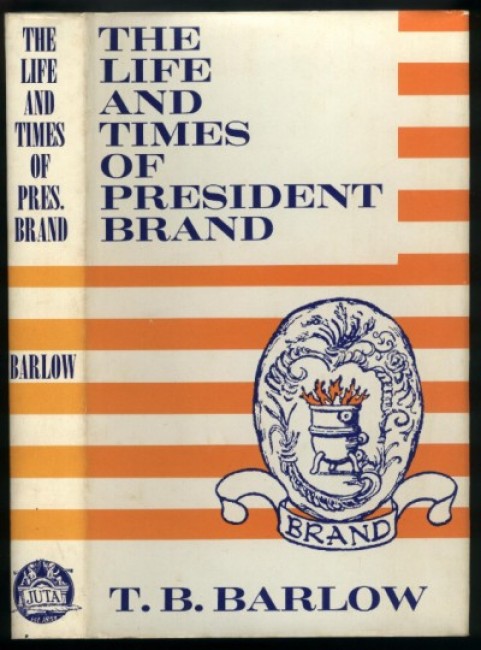 THE
LIFE
AND
TIMES
OF
PRES.
BRAND
BARLOW
JUTA
THE
LIFE
AND
TIMES
OF
PRESIDENT
BRAND
BRAND
T. B. BARLOW